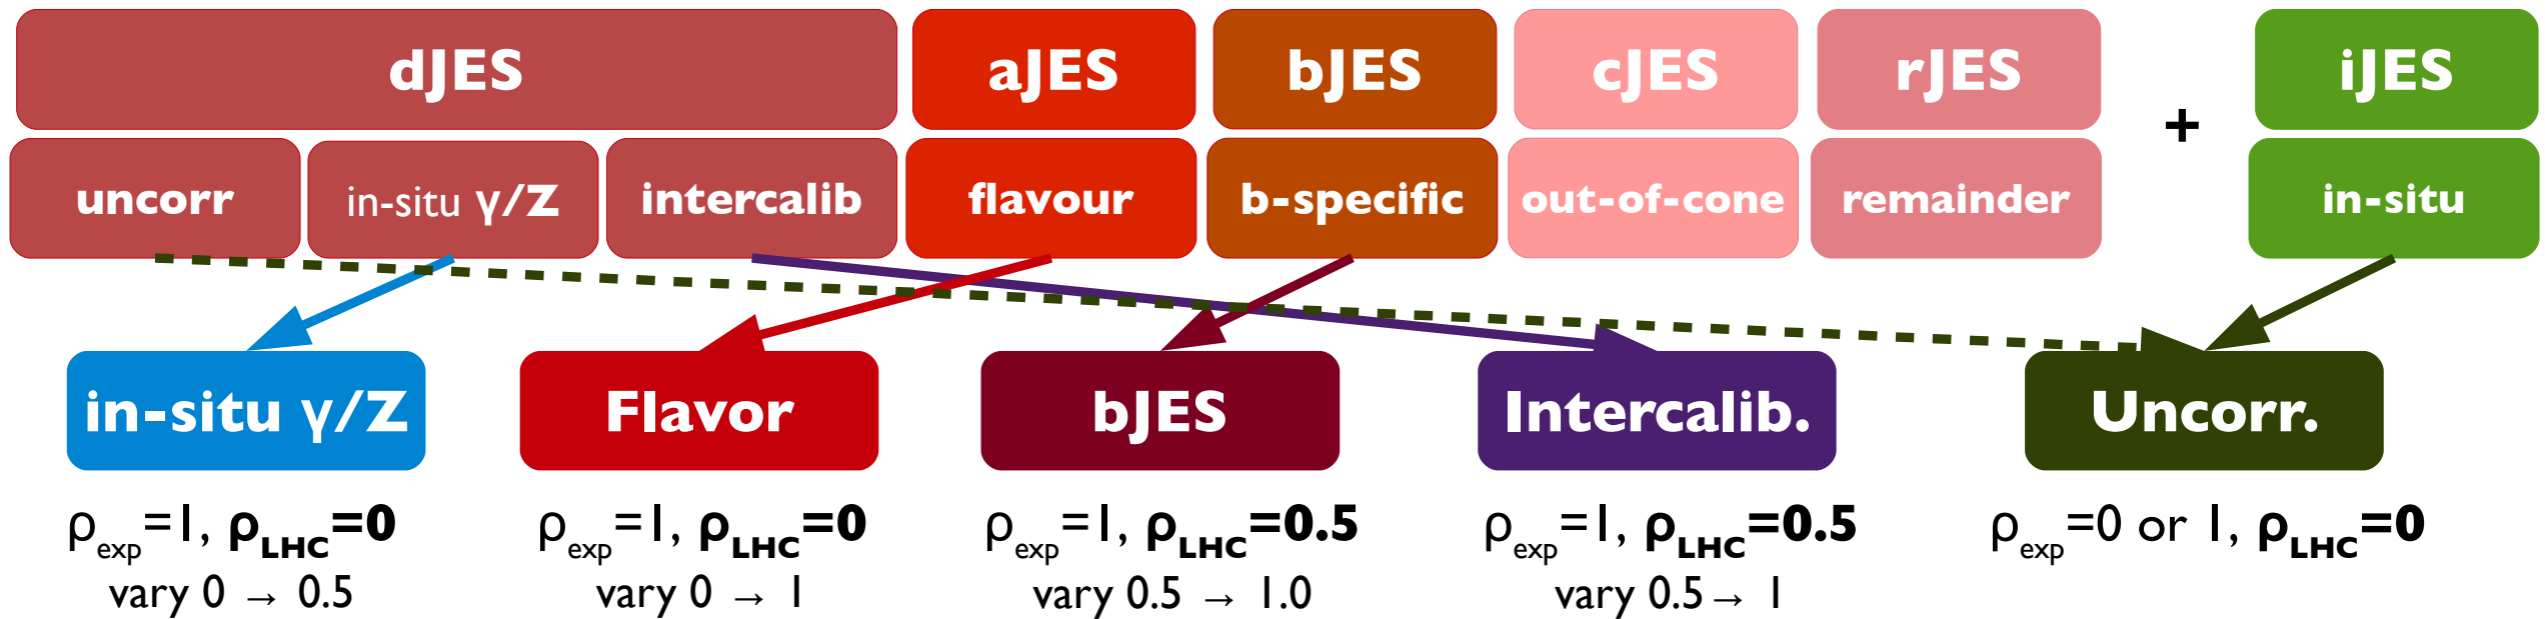 dJES aJES bJES cJES rJES + iJES
uncorr in-situ γ/Z intercalib flavour b-specific out-of-cone remainder in-situ
in-situ γ/Z Flavor bJES Intercalib. Uncorr.
ρexp=1, ρLHC=0 ρexp=1, ρLHC=0 ρexp=1, ρLHC=0.5 ρexp=1, ρLHC=0.5 ρexp=0 or 1, ρLHC=0
vary 0 → 0.5 vary 0 → 1 vary 0.5 → 1.0 vary 0.5→ 1